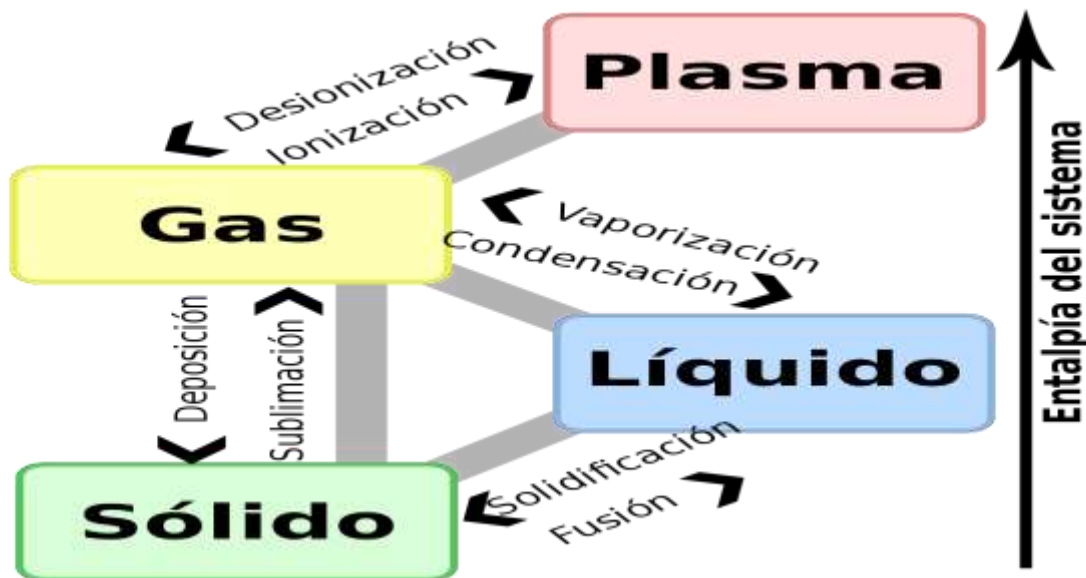 Plasma
Desionización
Ionización
Gas
Vaporización
Condensación
Entalpía del sistema
Deposición
Sublimación
Líquido
Solidificación
Fusión
Sólido